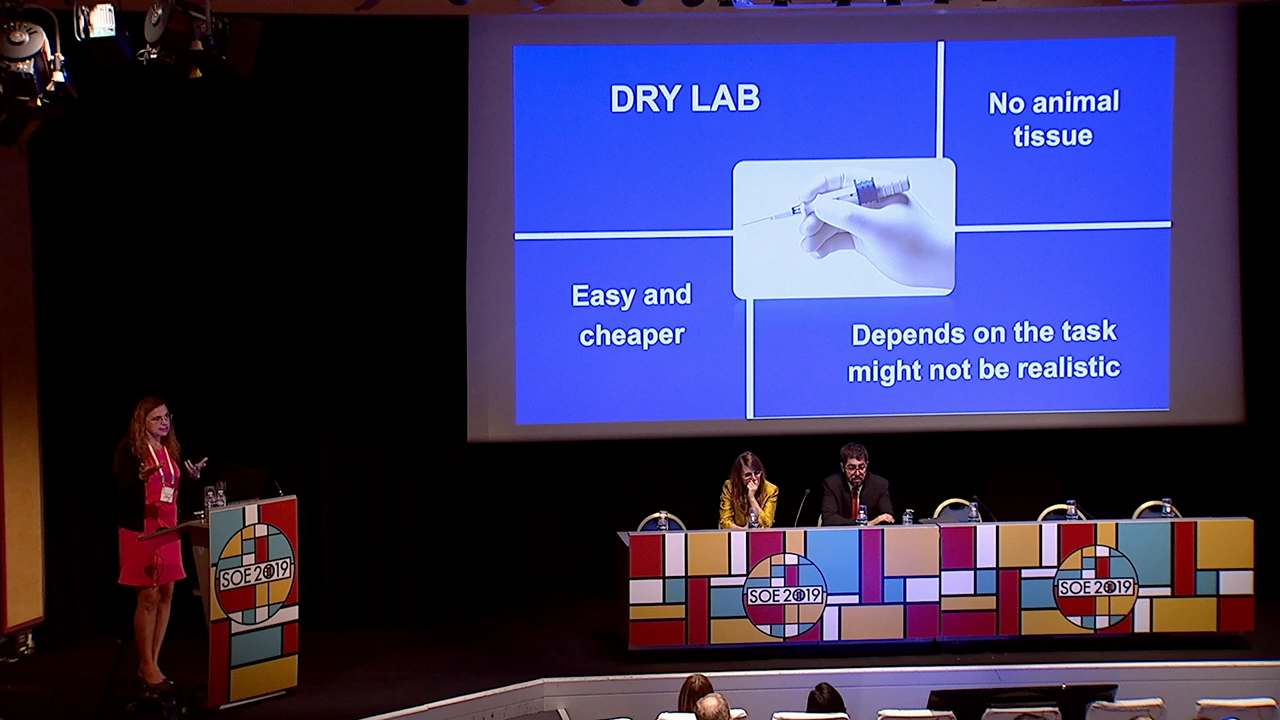 DRY LAB
No animal
tissue
Easy and
cheaper
Depends on the task
might not be realistic
SOE 2019
SOE 2019
SOE 2019